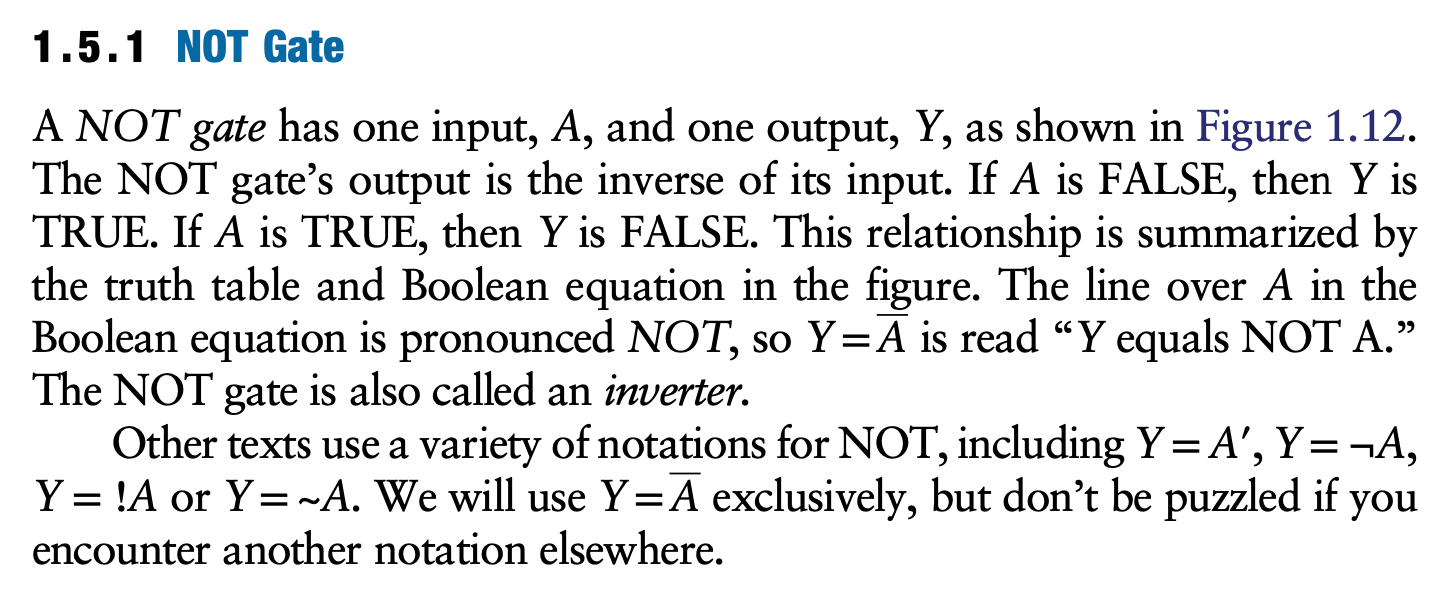 1.5.1 NOT Gate
A NOT gate has one input, A, and one output, Y, as shown in Figure 1.12.
The NOT gate’s output is the inverse of its input. If A is FALSE, then Y is
TRUE. If A is TRUE, then Y is FALSE. This relationship is summarized by
the truth table and Boolean equation in the figure. The line over A in the
Boolean equation is pronounced NOT, so Y = A̅ is read “Y equals NOT A.”
The NOT gate is also called an inverter.
Other texts use a variety of notations for NOT, including Y = A′, Y = ¬A,
Y = !A or Y = ~A. We will use Y = A̅ exclusively, but don’t be puzzled if you
encounter another notation elsewhere.